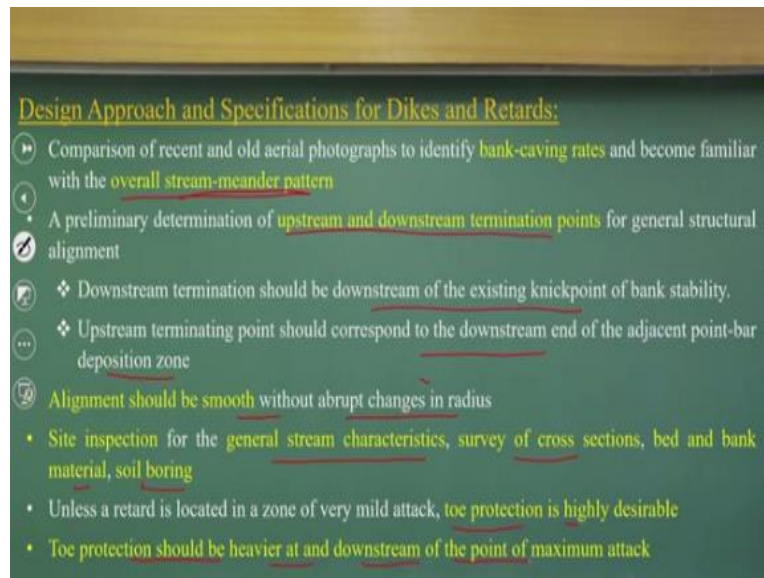 Design Approach and Specifications for Dikes and Retards:
Comparison of recent and old aerial photographs to identify bank-caving rates and become familiar
with the overall stream-meander pattern
• A preliminary determination of upstream and downstream termination points for general structural
alignment
❖ Downstream termination should be downstream of the existing knickpoint of bank stability.
❖ Upstream terminating point should correspond to the downstream end of the adjacent point-bar
deposition zone
Alignment should be smooth without abrupt changes in radius
• Site inspection for the general stream characteristics, survey of cross sections, bed and bank
material, soil boring
• Unless a retard is located in a zone of very mild attack, toe protection is highly desirable
• Toe protection should be heavier at and downstream of the point of maximum attack